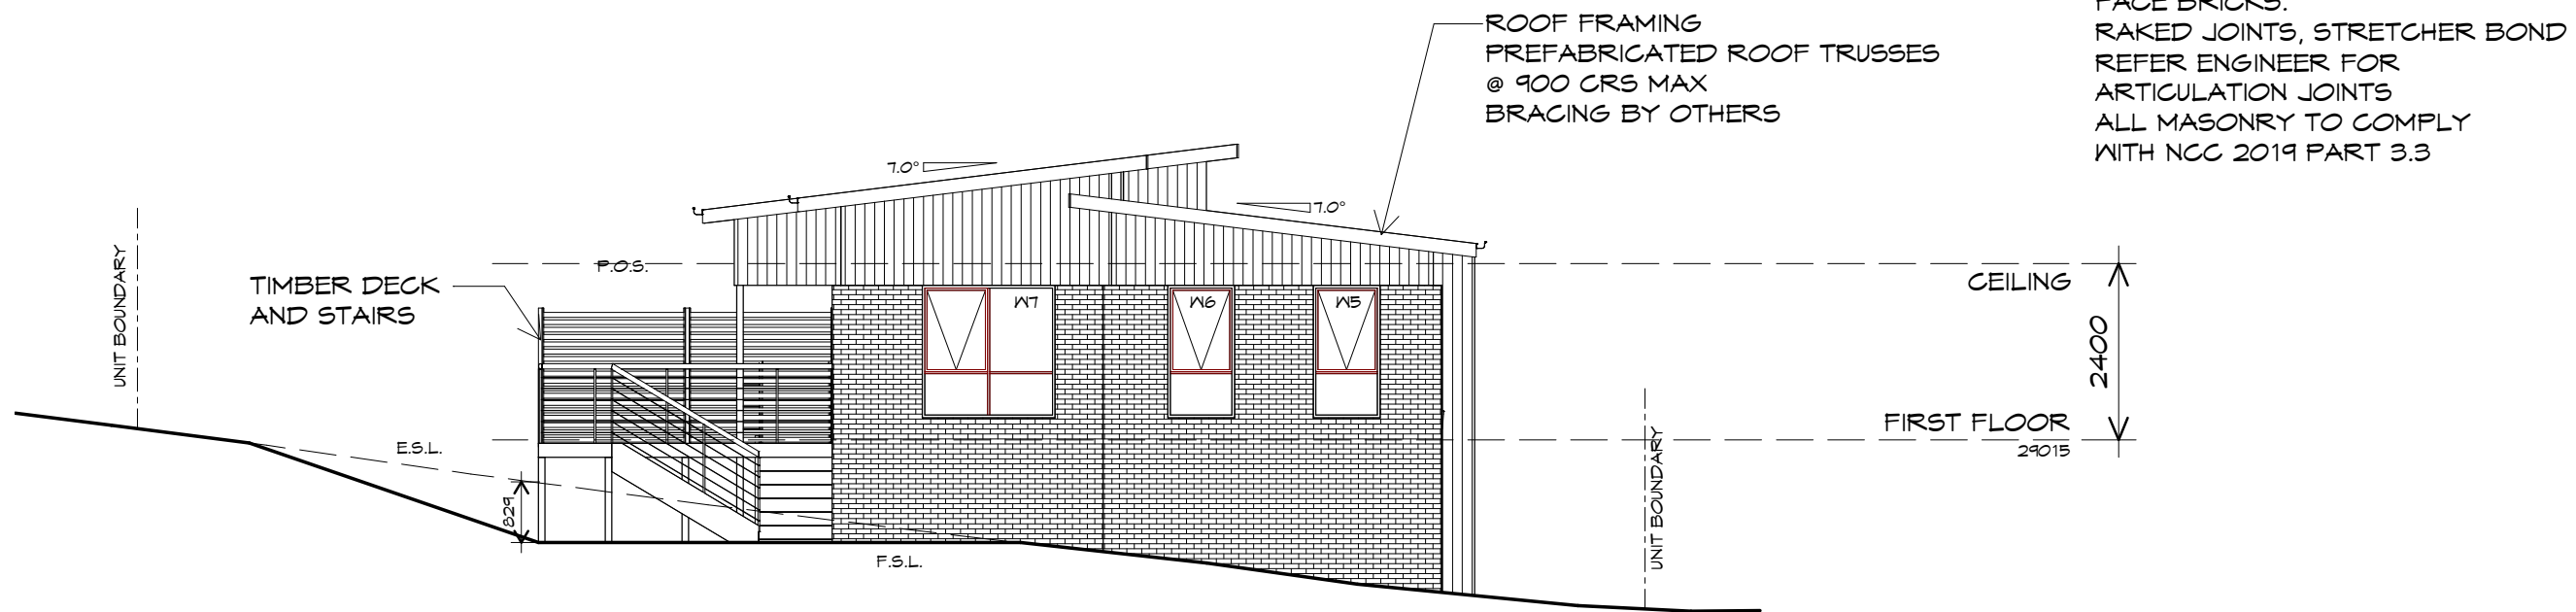 ROOF FRAMING
PREFABRICATED ROOF TRUSSES
@ 900 CRS MAX
BRACING BY OTHERS
FACE BRICKS.
RAKED JOINTS, STRETCHER BOND
REFER ENGINEER FOR
ARTICULATION JOINTS
ALL MASONRY TO COMPLY
WITH NCC 2019 PART 3.3
7.0°
7.0°
UNIT BOUNDARY
TIMBER DECK
AND STAIRS
P.O.S.
CEILING
W7
W6
W5
2400
E.S.L.
FIRST FLOOR
29015
829
F.S.L.
UNIT BOUNDARY